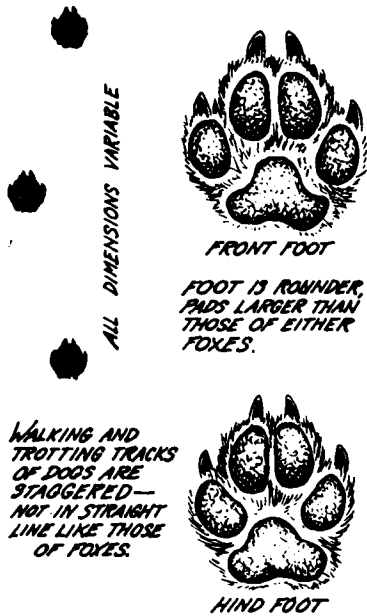 ALL DIMENSIONS VARIABLE
FRONT FOOT
FOOT IS ROUNDER,
PADS LARGER THAN
THOSE OF EITHER
FOXES.
WALKING AND
TROTTING TRACKS
OF DOGS ARE
STAGGERED—
NOT IN STRAIGHT
LINE LIKE THOSE
OF FOXES.
HIND FOOT